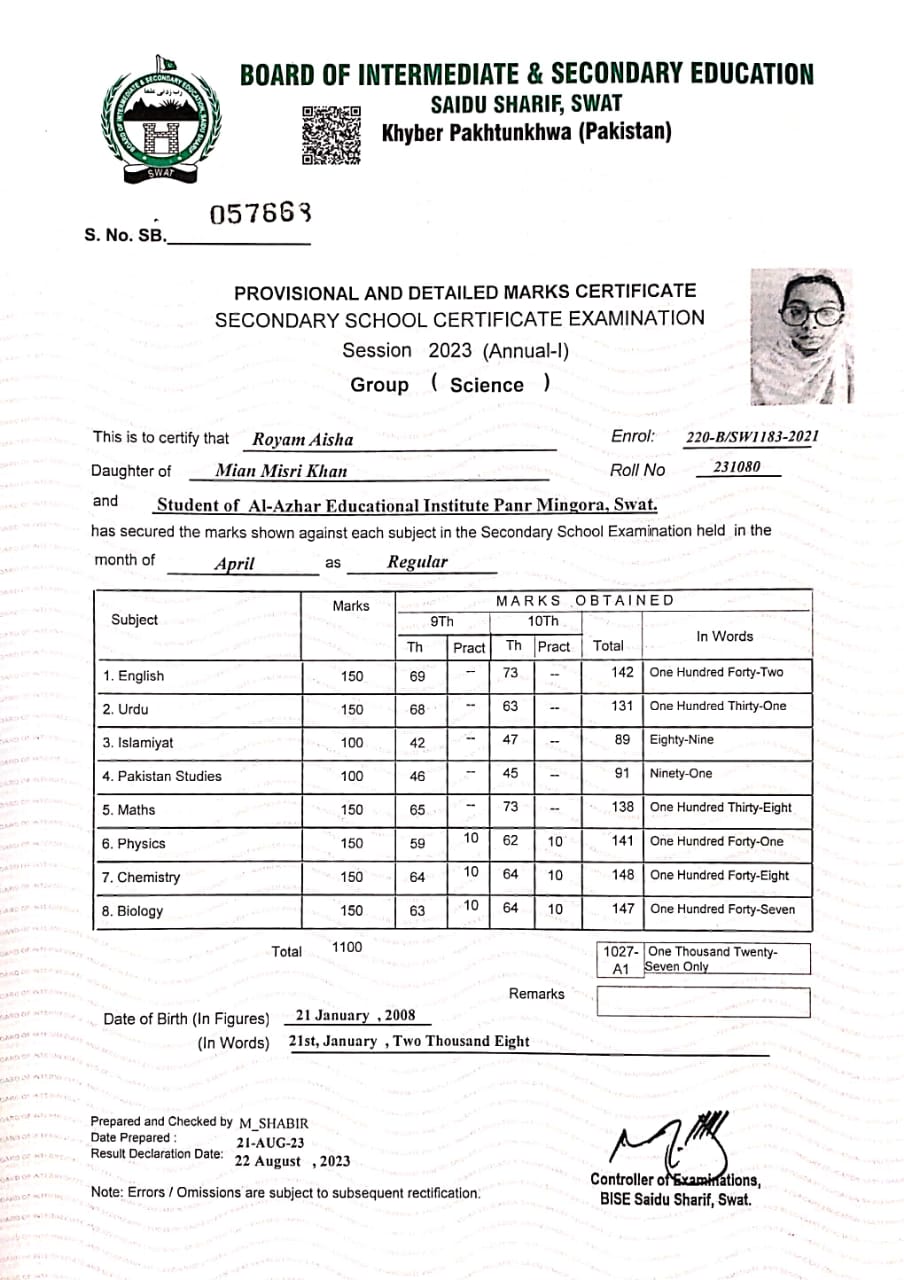 BOARD OF INTERMEDIATE & SECONDARY EDUCATION
SAIDU SHARIF, SWAT
Khyber Pakhtunkhwa (Pakistan)
BOARD OF INTERMEDIATE & SECONDARY EDUCATION, SAIDU SHARIF
رب زدنی علما
SWAT
S. No. SB. 057663
PROVISIONAL AND DETAILED MARKS CERTIFICATE
SECONDARY SCHOOL CERTIFICATE EXAMINATION
Session 2023 (Annual-I)
Group ( Science )
This is to certify that Royam Aisha Enrol: 220-B/SW1183-2021
Daughter of Mian Misri Khan Roll No 231080
and Student of Al-Azhar Educational Institute Panr Mingora, Swat.
has secured the marks shown against each subject in the Secondary School Examination held in the
month of April as Regular
Subject Marks MARKS OBTAINED
9Th 10Th Total In Words
Th Pract Th Pract
1. English 150 69 -- 73 -- 142 One Hundred Forty-Two
2. Urdu 150 68 -- 63 -- 131 One Hundred Thirty-One
3. Islamiyat 100 42 -- 47 -- 89 Eighty-Nine
4. Pakistan Studies 100 46 -- 45 -- 91 Ninety-One
5. Maths 150 65 -- 73 -- 138 One Hundred Thirty-Eight
6. Physics 150 59 10 62 10 141 One Hundred Forty-One
7. Chemistry 150 64 10 64 10 148 One Hundred Forty-Eight
8. Biology 150 63 10 64 10 147 One Hundred Forty-Seven
Total 1100 1027- One Thousand Twenty-
A1 Seven Only
Remarks
Date of Birth (In Figures) 21 January , 2008
(In Words) 21st, January , Two Thousand Eight
Prepared and Checked by M_SHABIR
Date Prepared : 21-AUG-23
Result Declaration Date: 22 August , 2023
Note: Errors / Omissions are subject to subsequent rectification.
Controller of Examinations,
BISE Saidu Sharif, Swat.